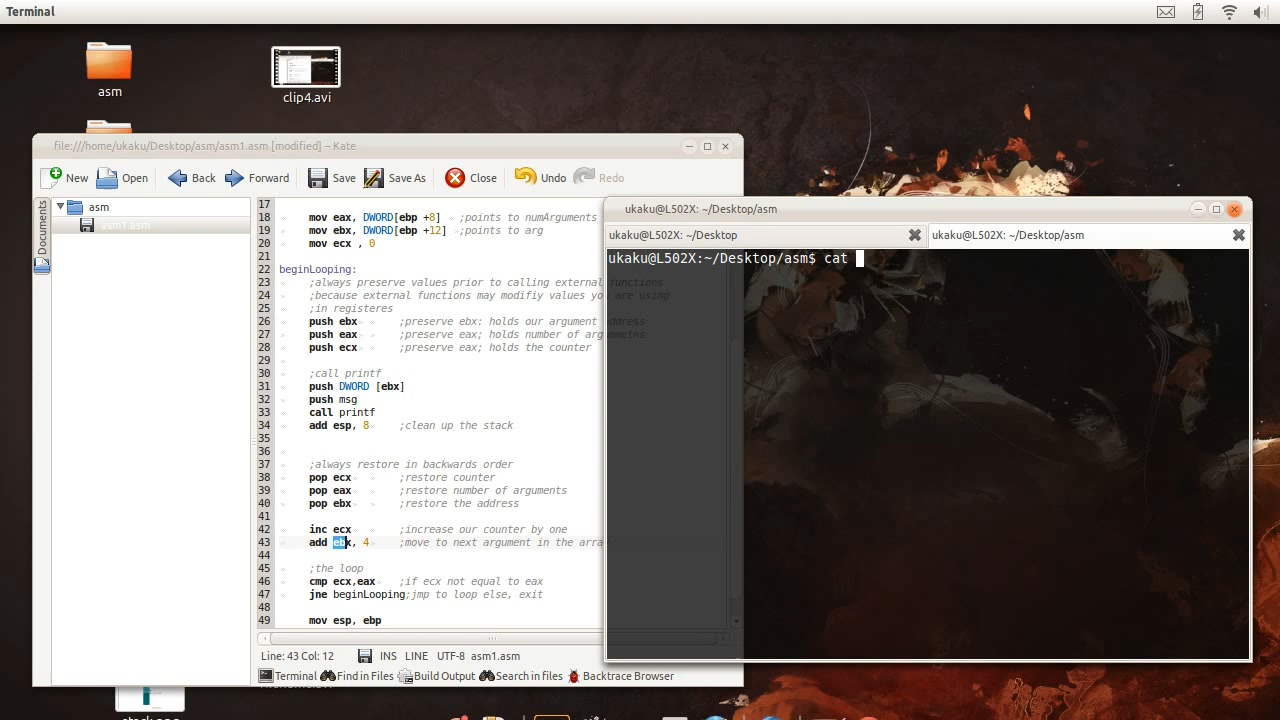 Terminal
asm
clip4.avi
file:///home/ukaku/Desktop/asm/asm1.asm [modified] – Kate
New Open Back Forward Save Save As Close Undo Redo
Documents
asm
asm1.asm
17
18 mov eax, DWORD[ebp +8] ;points to numArguments
19 mov ebx, DWORD[ebp +12] ;points to arg
20 mov ecx , 0
21
22 beginLooping:
23 ;always preserve values prior to calling external functions
24 ;because external functions may modifiy values you are using
25 ;in registeres
26 push ebx ;preserve ebx: holds our argument address
27 push eax ;preserve eax; holds number of arguemetns
28 push ecx ;preserve eax; holds the counter
29
30 ;call printf
31 push DWORD [ebx]
32 push msg
33 call printf
34 add esp, 8 ;clean up the stack
35
36
37 ;always restore in backwards order
38 pop ecx ;restore counter
39 pop eax ;restore number of arguments
40 pop ebx ;restore the address
41
42 inc ecx ;increase our counter by one
43 add ebx, 4 ;move to next argument in the arra
44
45 ;the loop
46 cmp ecx,eax ;if ecx not equal to eax
47 jne beginLooping;jmp to loop else, exit
48
49 mov esp, ebp
Line: 43 Col: 12 INS LINE UTF-8 asm1.asm
Terminal Find in Files Build Output Search in files Backtrace Browser
ukaku@L502X: ~/Desktop/asm
ukaku@L502X: ~/Desktop
ukaku@L502X: ~/Desktop/asm
ukaku@L502X:~/Desktop/asm$ cat